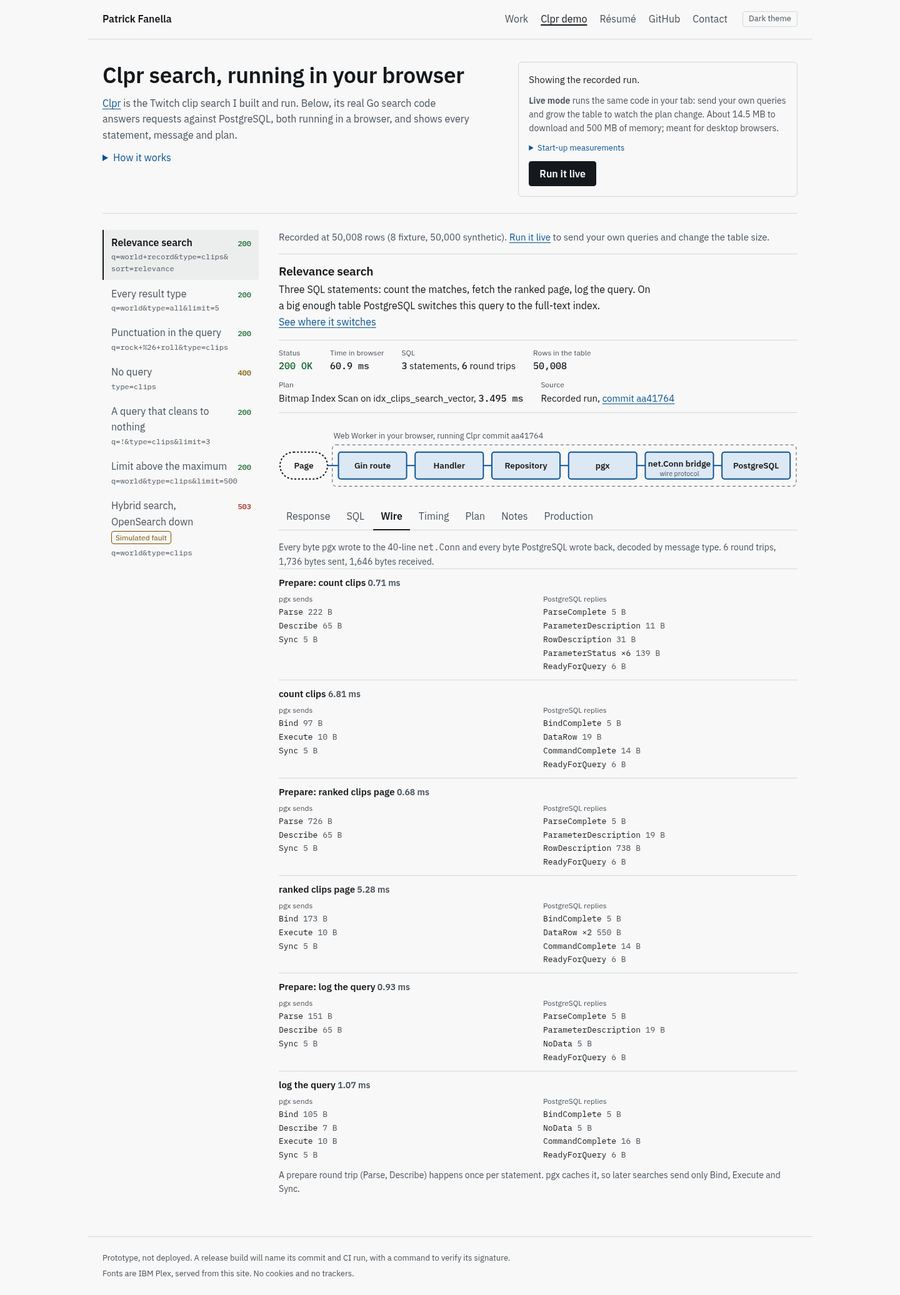 Patrick Fanella
Work Clpr demo Résumé GitHub Contact Dark theme
Clpr search, running in your browser
Clpr is the Twitch clip search I built and run. Below, its real Go search code
answers requests against PostgreSQL, both running in a browser, and shows every
statement, message and plan.
▶ How it works
Showing the recorded run.
Live mode runs the same code in your tab: send your own queries
and grow the table to watch the plan change. About 14.5 MB to
download and 500 MB of memory; meant for desktop browsers.
▶ Start-up measurements
Run it live
Relevance search 200
q=world+record&type=clips&
sort=relevance
Every result type 200
q=world&type=all&limit=5
Punctuation in the query 200
q=rock+%26+roll&type=clips
No query 400
type=clips
A query that cleans to 200
nothing
q=!&type=clips&limit=3
Limit above the maximum 200
q=world&type=clips&limit=500
Hybrid search, 503
OpenSearch down
Simulated fault
q=world&type=clips
Recorded at 50,008 rows (8 fixture, 50,000 synthetic). Run it live to send your own queries and change the table size.
Relevance search
Three SQL statements: count the matches, fetch the ranked page, log the query. On
a big enough table PostgreSQL switches this query to the full-text index.
See where it switches
Status Time in browser SQL Rows in the table
200 OK 60.9 ms 3 statements, 6 round trips 50,008
Plan Source
Bitmap Index Scan on idx_clips_search_vector, 3.495 ms Recorded run, commit aa41764
Web Worker in your browser, running Clpr commit aa41764
Page Gin route Handler Repository pgx net.Conn bridge PostgreSQL
wire protocol
Response SQL Wire Timing Plan Notes Production
Every byte pgx wrote to the 40-line net.Conn and every byte PostgreSQL wrote back, decoded by message type. 6 round trips,
1,736 bytes sent, 1,646 bytes received.
Prepare: count clips 0.71 ms
pgx sends PostgreSQL replies
Parse 222 B ParseComplete 5 B
Describe 65 B ParameterDescription 11 B
Sync 5 B RowDescription 31 B
ParameterStatus ×6 139 B
ReadyForQuery 6 B
count clips 6.81 ms
pgx sends PostgreSQL replies
Bind 97 B BindComplete 5 B
Execute 10 B DataRow 19 B
Sync 5 B CommandComplete 14 B
ReadyForQuery 6 B
Prepare: ranked clips page 0.68 ms
pgx sends PostgreSQL replies
Parse 726 B ParseComplete 5 B
Describe 65 B ParameterDescription 19 B
Sync 5 B RowDescription 738 B
ReadyForQuery 6 B
ranked clips page 5.28 ms
pgx sends PostgreSQL replies
Bind 173 B BindComplete 5 B
Execute 10 B DataRow ×2 550 B
Sync 5 B CommandComplete 14 B
ReadyForQuery 6 B
Prepare: log the query 0.93 ms
pgx sends PostgreSQL replies
Parse 151 B ParseComplete 5 B
Describe 65 B ParameterDescription 19 B
Sync 5 B NoData 5 B
ReadyForQuery 6 B
log the query 1.07 ms
pgx sends PostgreSQL replies
Bind 105 B BindComplete 5 B
Describe 7 B NoData 5 B
Execute 10 B CommandComplete 16 B
Sync 5 B ReadyForQuery 6 B
A prepare round trip (Parse, Describe) happens once per statement. pgx caches it, so later searches send only Bind, Execute and
Sync.
Prototype, not deployed. A release build will name its commit and CI run, with a command to verify its signature.
Fonts are IBM Plex, served from this site. No cookies and no trackers.